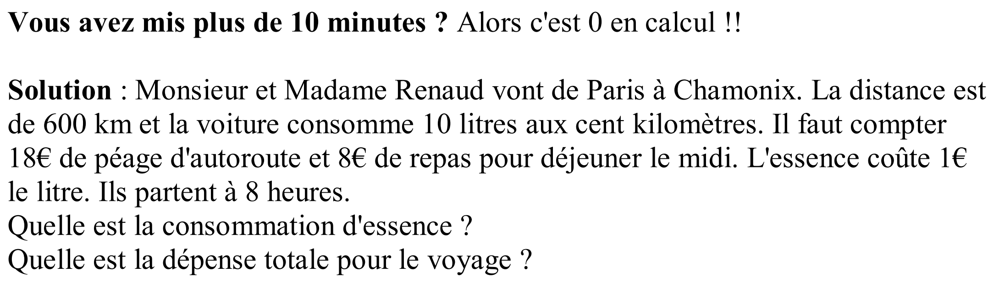 Vous avez mis plus de 10 minutes ? Alors c'est 0 en calcul !!
Solution : Monsieur et Madame Renaud vont de Paris à Chamonix. La distance est
de 600 km et la voiture consomme 10 litres aux cent kilomètres. Il faut compter
18€ de péage d'autoroute et 8€ de repas pour déjeuner le midi. L'essence coûte 1€
le litre. Ils partent à 8 heures.
Quelle est la consommation d'essence ?
Quelle est la dépense totale pour le voyage ?